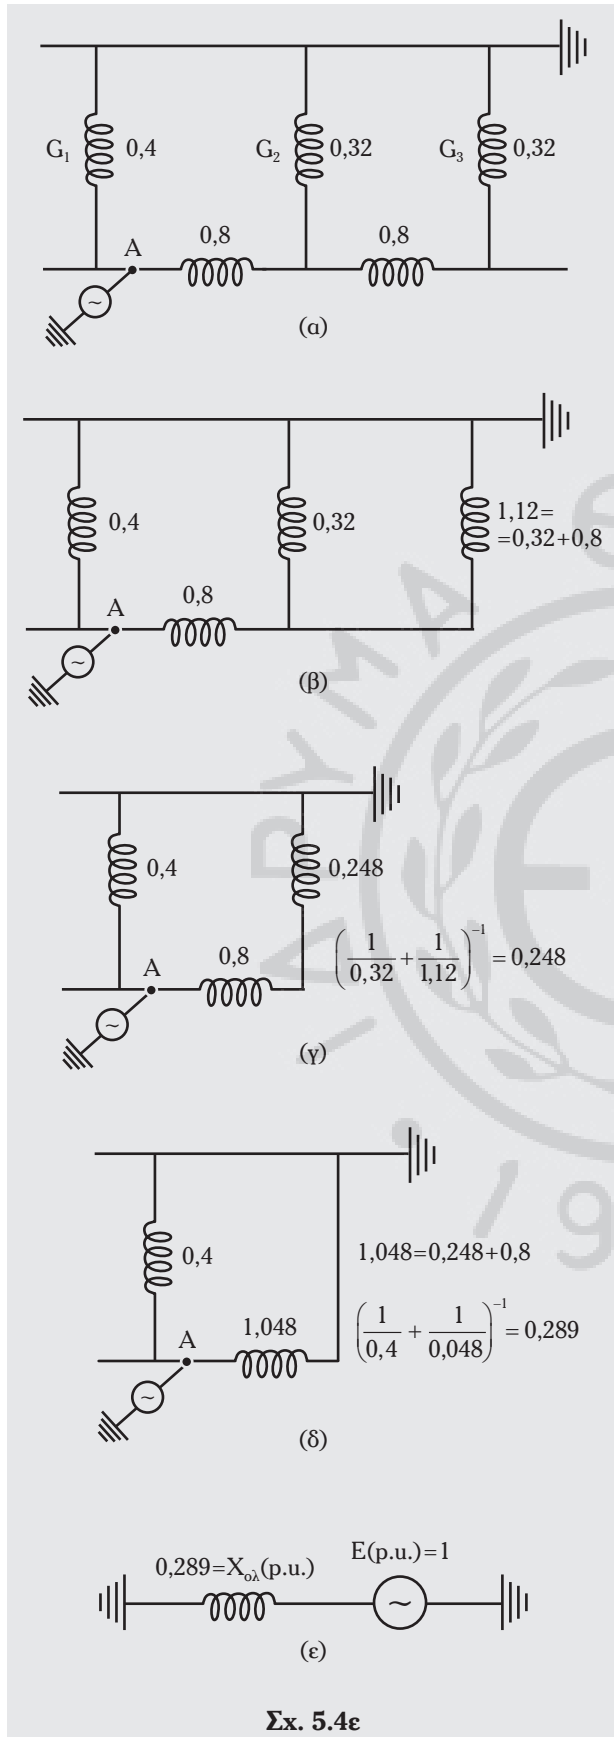 G₁ 0,4 G₂ 0,32 G₃ 0,32
A 0,8 0,8
~
(α)
0,4 0,32 1,12=
=0,32+0,8
A 0,8
~
(β)
0,4 0,248
A 0,8 (1/0,32 + 1/1,12)⁻¹ = 0,248
~
(γ)
0,4 1,048=0,248+0,8
A 1,048 (1/0,4 + 1/0,048)⁻¹ = 0,289
~
(δ)
0,289=Xₒλ(p.u.) E(p.u.)=1
~
(ε)
Σχ. 5.4ε
ΙΔΡΥΜΑ Ε
19